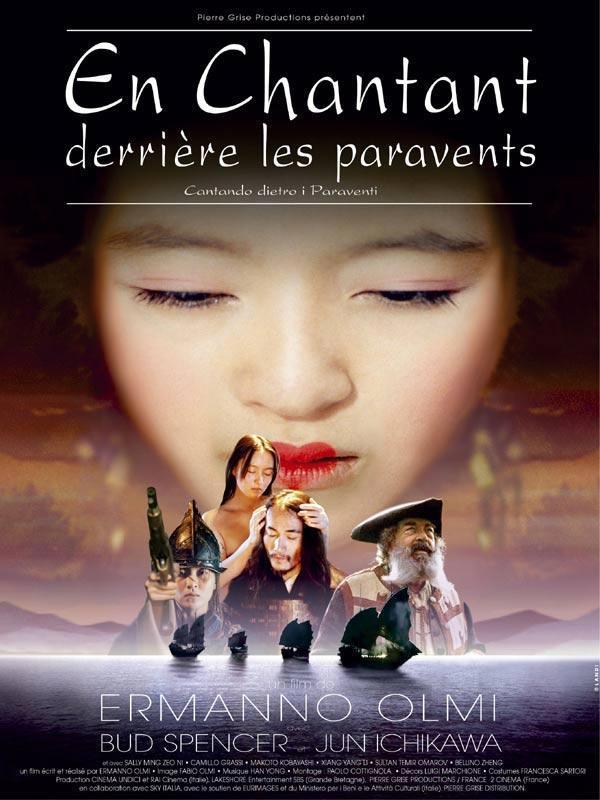 Pierre Grise Productions présentent
En Chantant
derrière les paravents
Cantando dietro i Paraventi
un film de
ERMANNO OLMI
avec
BUD SPENCER et JUN ICHIKAWA
et avec SALLY MING ZEO NI • CAMILLO GRASSI • MAKOTO KOBAYASHI • XIANG YANG LI • SULTAN TEMIR OMAROV • BELLINO ZHENG
un film écrit et réalisé par ERMANNO OLMI • Image FABIO OLMI • Musique HAN YONG • Montage : PAOLO COTTIGNOLA • Décors LUIGI MARCHIONE • Costumes FRANCESCA SARTORI
Production CINEMA UNDICI et RAI Cinema (Italie), LAKESHORE Entertainment SBS (Grande Bretagne), PIERRE GRISE PRODUCTIONS / FRANCE 2 CINEMA (France)
en collaboration avec SKY ITALIA, avec le soutien de EURIMAGES et du Ministero per i Beni e le Attività Culturali (Italie). PIERRE GRISE DISTRIBUTION.
© LANDI